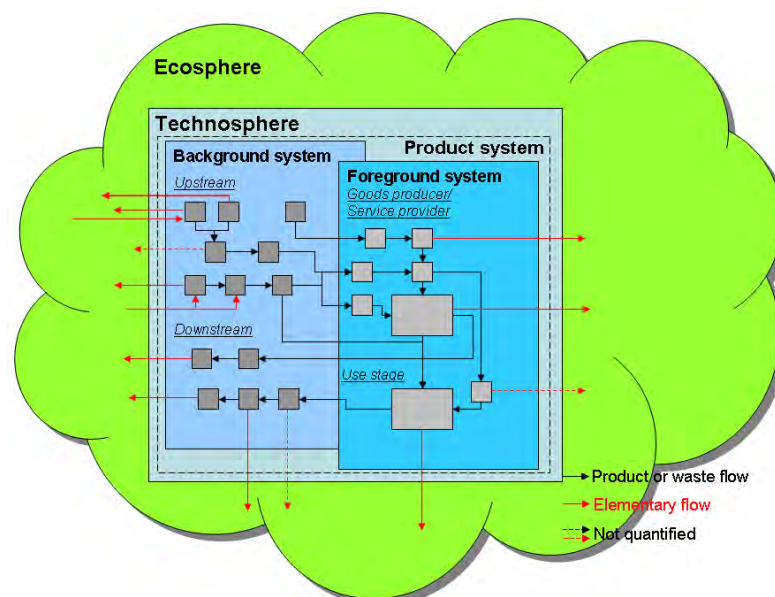 Ecosphere
Technosphere
Product system
Background system
Foreground system
Upstream
Goods producer/
Service provider
Downstream
Use stage
Product or waste flow
Elementary flow
Not quantified